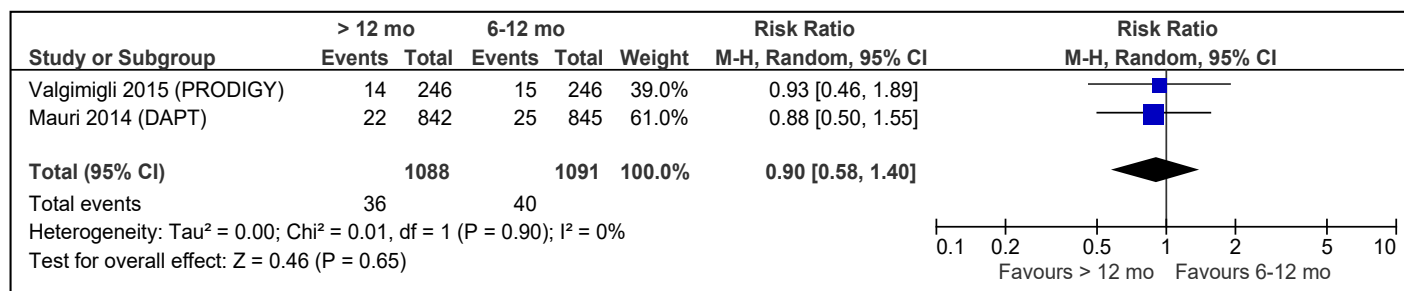 > 12 mo 6-12 mo Risk Ratio Risk Ratio
Study or Subgroup Events Total Events Total Weight M-H, Random, 95% CI M-H, Random, 95% CI
Valgimigli 2015 (PRODIGY) 14 246 15 246 39.0% 0.93 [0.46, 1.89]
Mauri 2014 (DAPT) 22 842 25 845 61.0% 0.88 [0.50, 1.55]
Total (95% CI) 1088 1091 100.0% 0.90 [0.58, 1.40]
Total events 36 40
Heterogeneity: Tau² = 0.00; Chi² = 0.01, df = 1 (P = 0.90); I² = 0%
Test for overall effect: Z = 0.46 (P = 0.65)
0.1 0.2 0.5 1 2 5 10
Favours > 12 mo Favours 6-12 mo